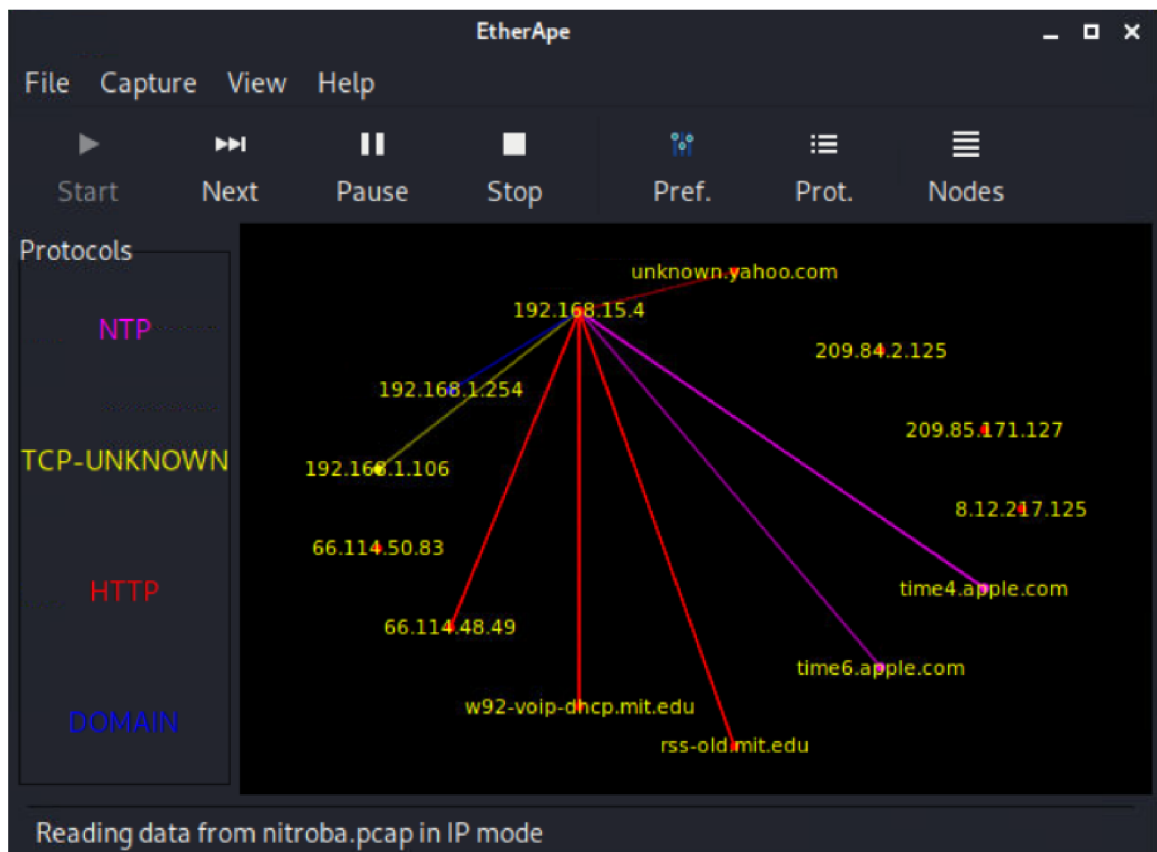 EtherApe
File Capture View Help
Start Next Pause Stop Pref. Prot. Nodes
Protocols
NTP
TCP-UNKNOWN
HTTP
DOMAIN
unknown.yahoo.com
192.168.15.4
209.84.2.125
192.168.1.254
209.85.171.127
192.168.1.106
8.12.217.125
66.114.50.83
time4.apple.com
66.114.48.49
time6.apple.com
w92-voip-dhcp.mit.edu
rss-old.mit.edu
Reading data from nitroba.pcap in IP mode